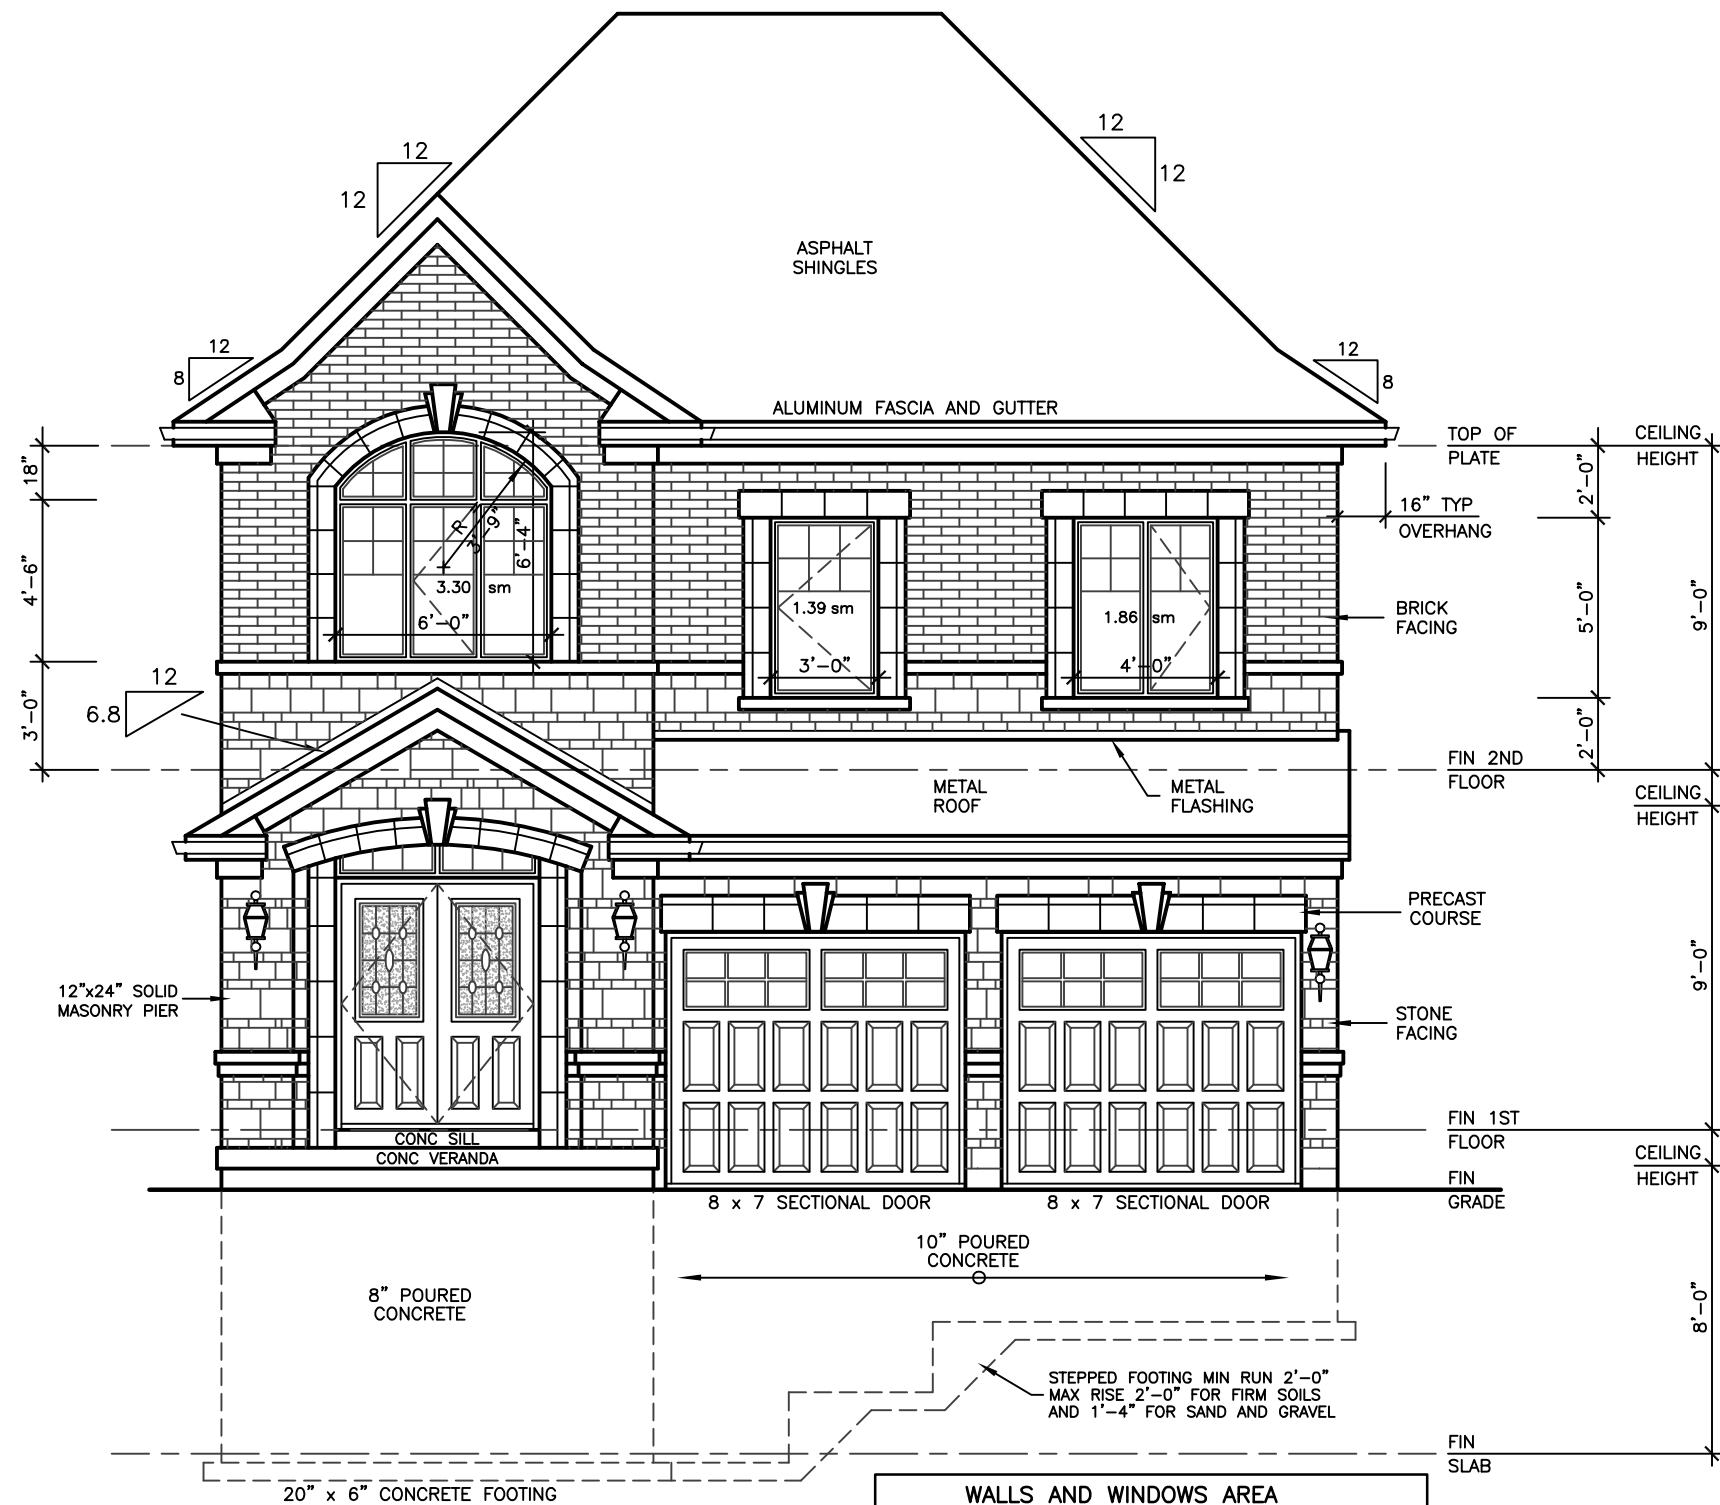 12
12
12
12
ASPHALT
SHINGLES
12
8
12
8
ALUMINUM FASCIA AND GUTTER
TOP OF
PLATE
CEILING
HEIGHT
18"
2'-0"
16" TYP
OVERHANG
R
3'-9"
6'-4"
4'-6"
3.30 sm
6'-0"
1.39 sm
3'-0"
1.86 sm
4'-0"
BRICK
FACING
5'-0"
9'-0"
12
6.8
3'-0"
2'-0"
FIN 2ND
FLOOR
METAL
ROOF
METAL
FLASHING
CEILING
HEIGHT
PRECAST
COURSE
12"x24" SOLID
MASONRY PIER
9'-0"
STONE
FACING
FIN 1ST
FLOOR
CONC SILL
CONC VERANDA
CEILING
HEIGHT
FIN
GRADE
8 x 7 SECTIONAL DOOR
8 x 7 SECTIONAL DOOR
10" POURED
CONCRETE
8" POURED
CONCRETE
8'-0"
STEPPED FOOTING MIN RUN 2'-0"
MAX RISE 2'-0" FOR FIRM SOILS
AND 1'-4" FOR SAND AND GRAVEL
FIN
SLAB
20" x 6" CONCRETE FOOTING
WALLS AND WINDOWS AREA